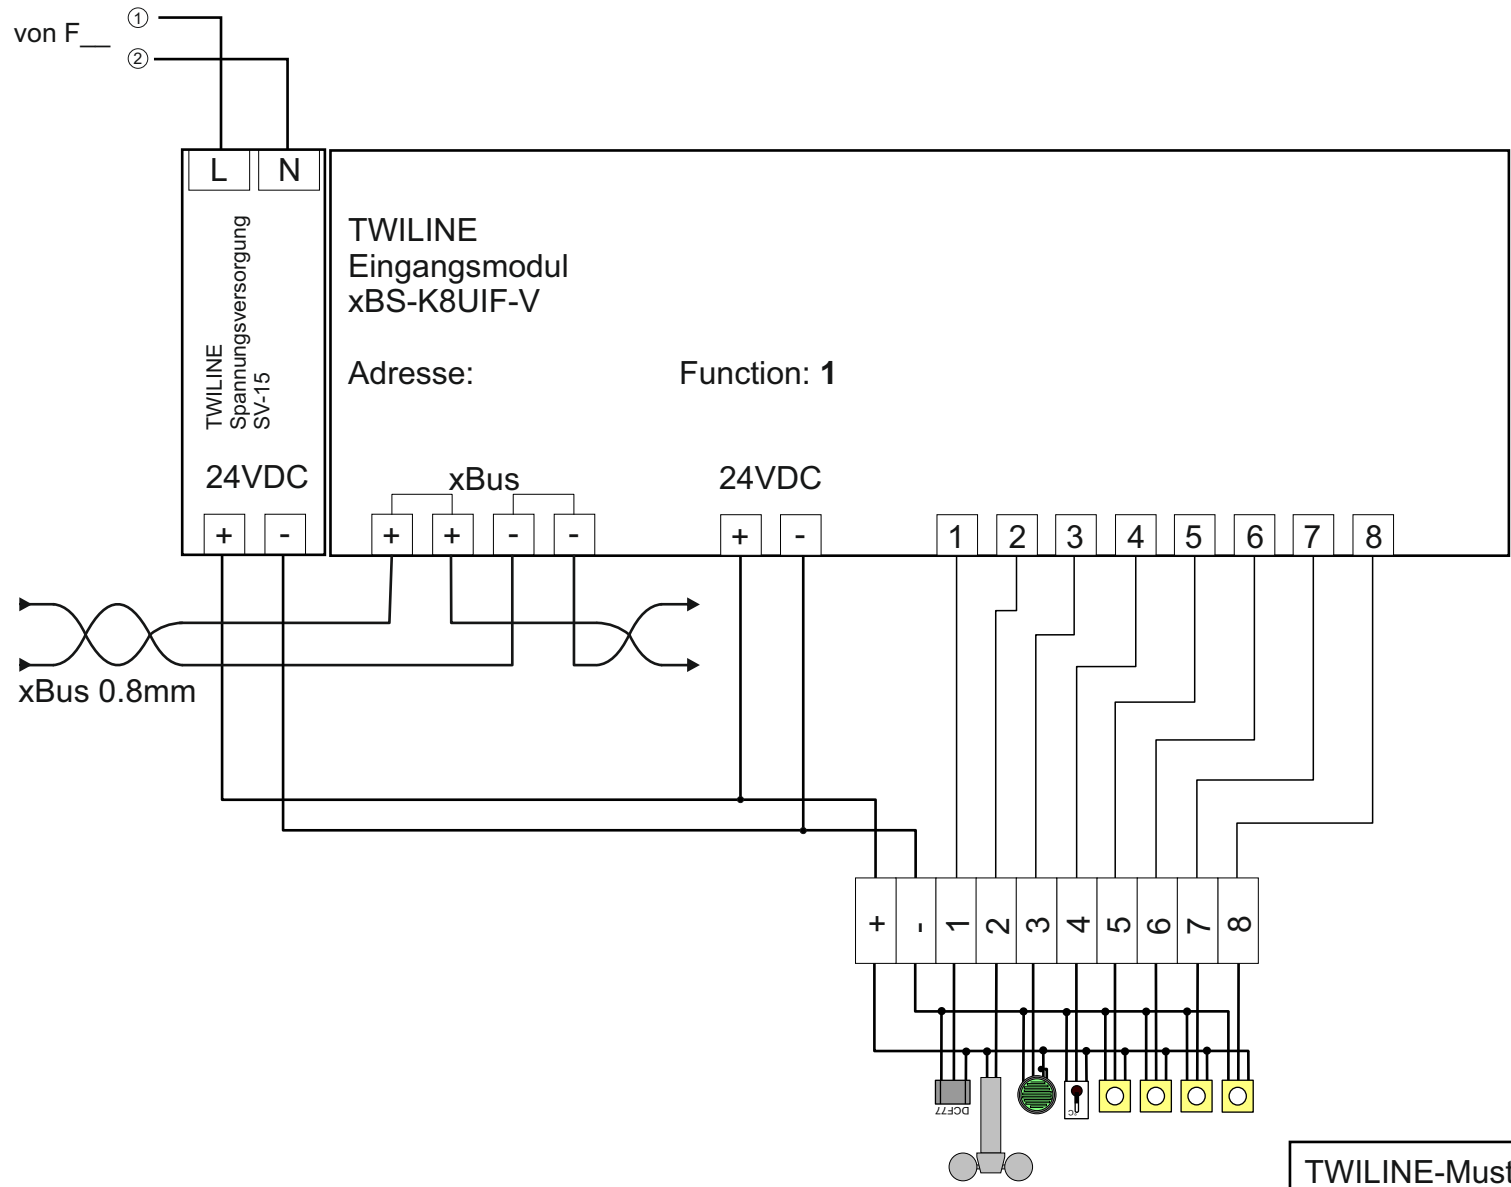 von F__ ①
②
L N
TWILINE
Spannungsversorgung
SV-15
24VDC
+ -
TWILINE
Eingangsmodul
xBS-K8UIF-V
Adresse: Function: 1
xBus 24VDC
+ + - - + - 1 2 3 4 5 6 7 8
xBus 0.8mm
+ - 1 2 3 4 5 6 7 8
DCF77 °C
TWILINE-Must